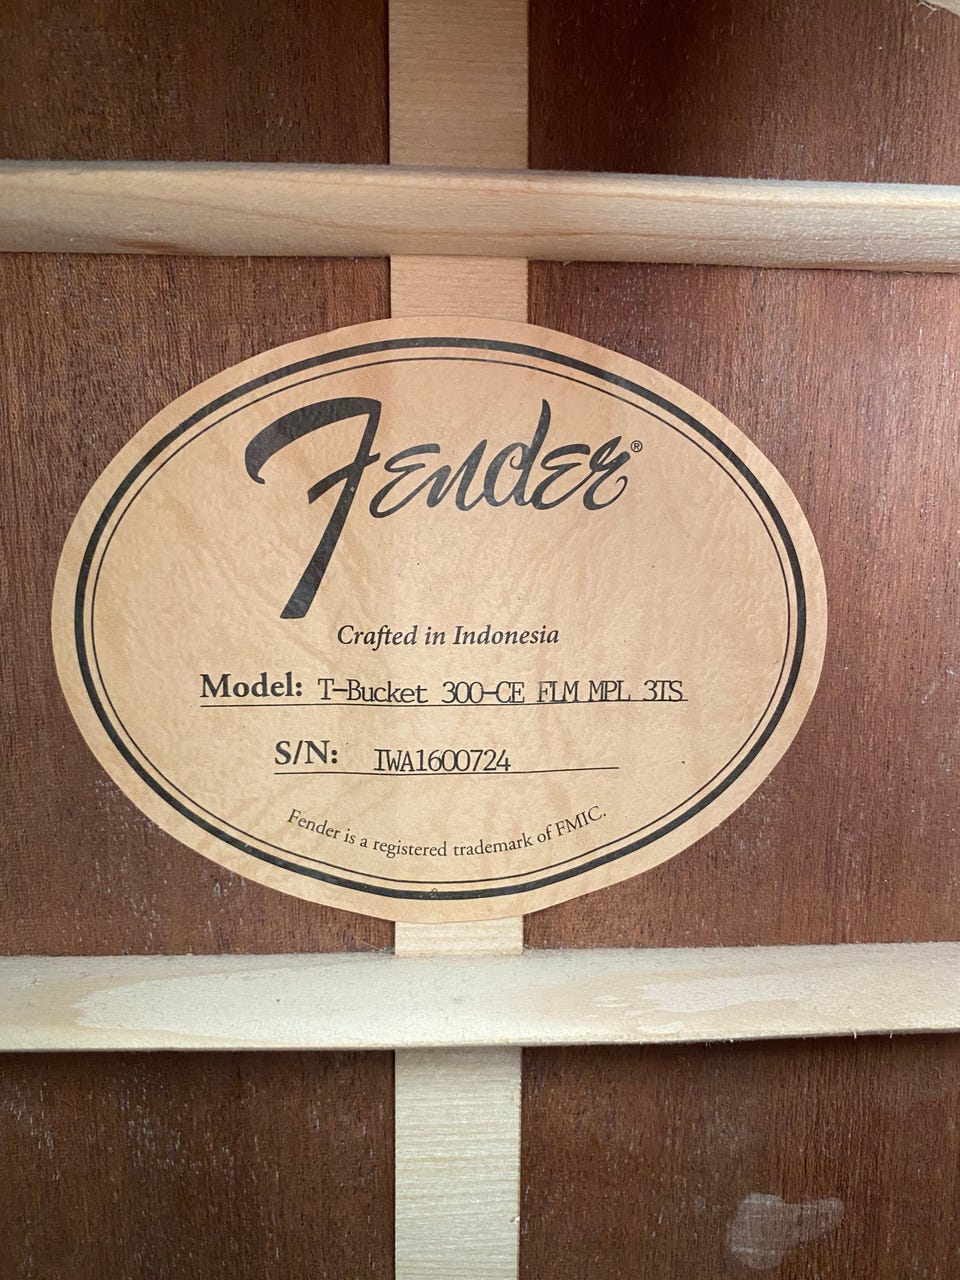 Fender®
Crafted in Indonesia
Model: T-Bucket 300-CE FLM MPL 3TS
S/N: IWA1600724
Fender is a registered trademark of FMIC.